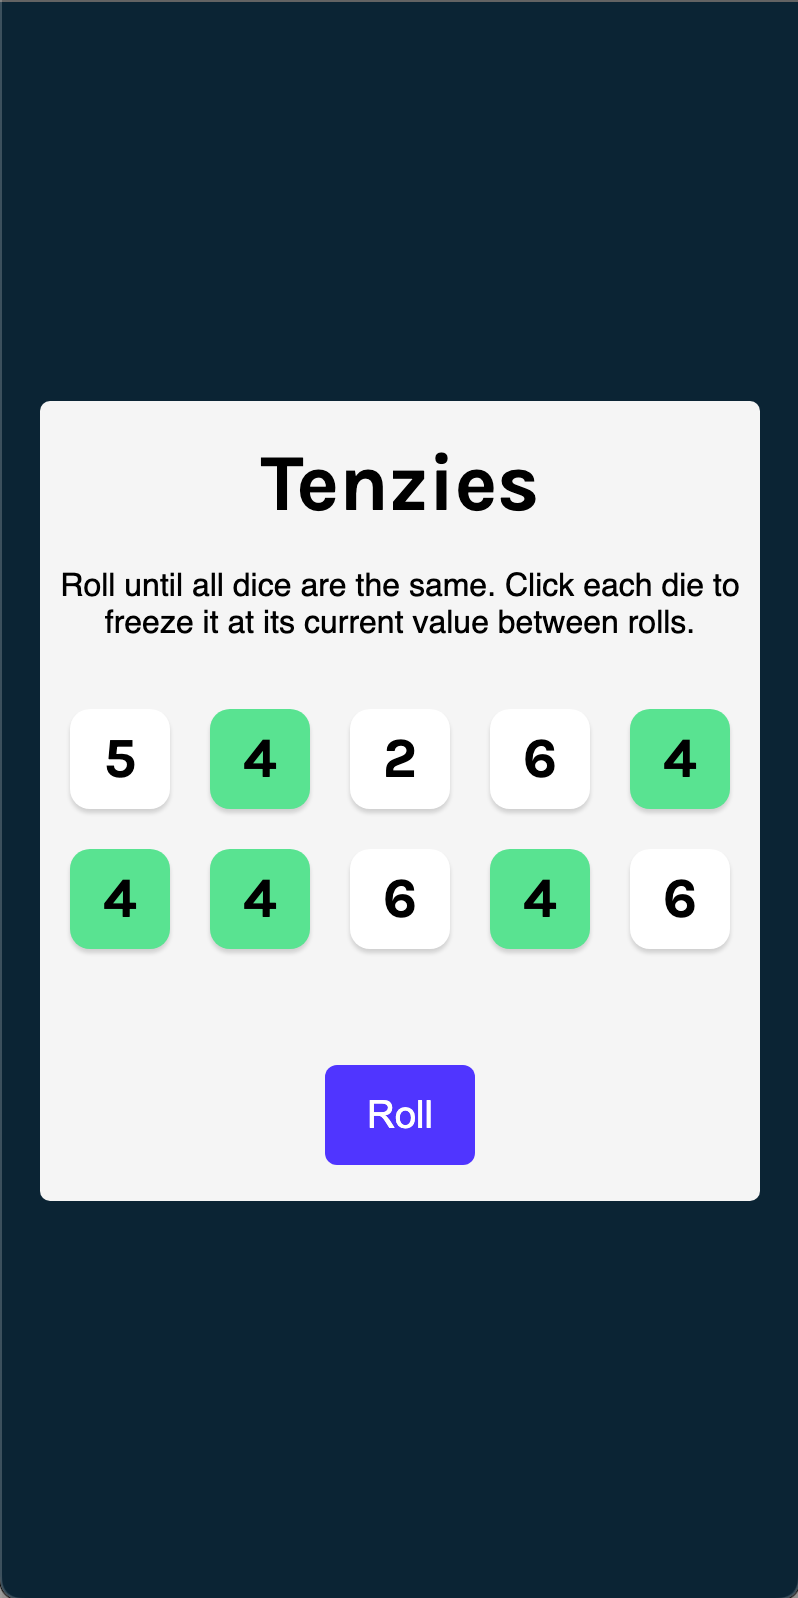 Tenzies
Roll until all dice are the same. Click each die to
freeze it at its current value between rolls.
5 4 2 6 4
4 4 6 4 6
Roll